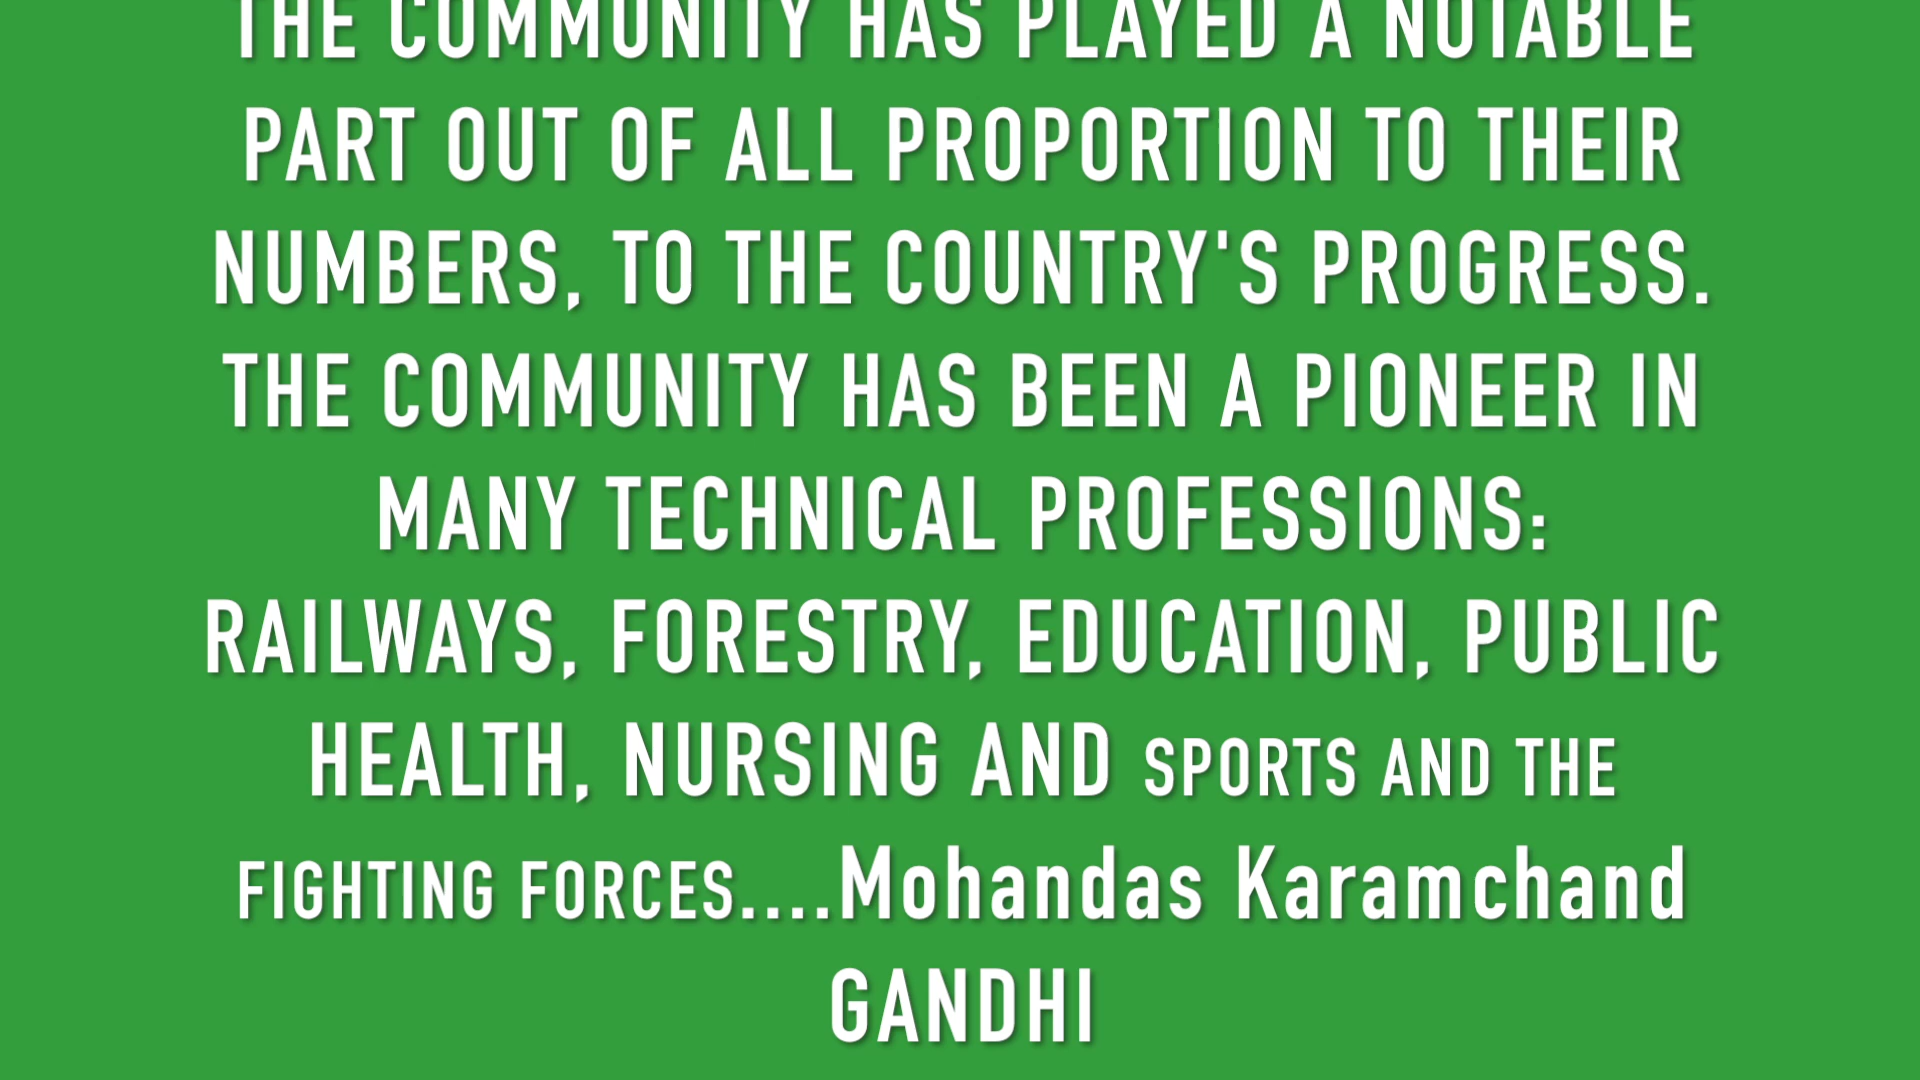 THE COMMUNITY HAS PLAYED A NOTABLE
PART OUT OF ALL PROPORTION TO THEIR
NUMBERS, TO THE COUNTRY'S PROGRESS.
THE COMMUNITY HAS BEEN A PIONEER IN
MANY TECHNICAL PROFESSIONS:
RAILWAYS, FORESTRY, EDUCATION, PUBLIC
HEALTH, NURSING AND SPORTS AND THE
FIGHTING FORCES....Mohandas Karamchand
GANDHI